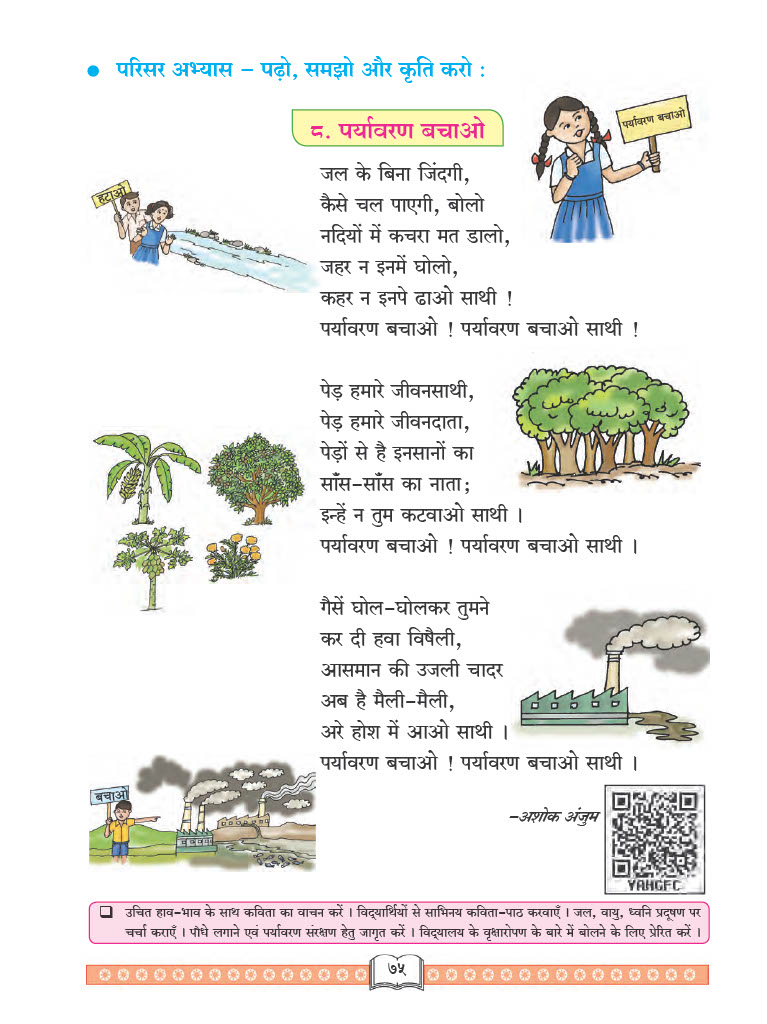 ● परिसर अभ्यास – पढ़ो, समझो और कृति करो :
८. पर्यावरण बचाओ
पर्यावरण बचाओ
हटाओ
जल के बिना जिंदगी,
कैसे चल पाएगी, बोलो
नदियों में कचरा मत डालो,
जहर न इनमें घोलो,
कहर न इनपे ढाओ साथी !
पर्यावरण बचाओ ! पर्यावरण बचाओ साथी !
पेड़ हमारे जीवनसाथी,
पेड़ हमारे जीवनदाता,
पेड़ों से है इनसानों का
साँस-साँस का नाता;
इन्हें न तुम कटवाओ साथी ।
पर्यावरण बचाओ ! पर्यावरण बचाओ साथी ।
गैसें घोल-घोलकर तुमने
कर दी हवा विषैली,
आसमान की उजली चादर
अब है मैली-मैली,
अरे होश में आओ साथी ।
पर्यावरण बचाओ ! पर्यावरण बचाओ साथी ।
बचाओ
–अशोक अंजुम
YAHGFC
❑ उचित हाव-भाव के साथ कविता का वाचन करें । विद्यार्थियों से साभिनय कविता-पाठ करवाएँ । जल, वायु, ध्वनि प्रदूषण पर
चर्चा कराएँ । पौधे लगाने एवं पर्यावरण संरक्षण हेतु जागृत करें । विद्यालय के वृक्षारोपण के बारे में बोलने के लिए प्रेरित करें ।
७५